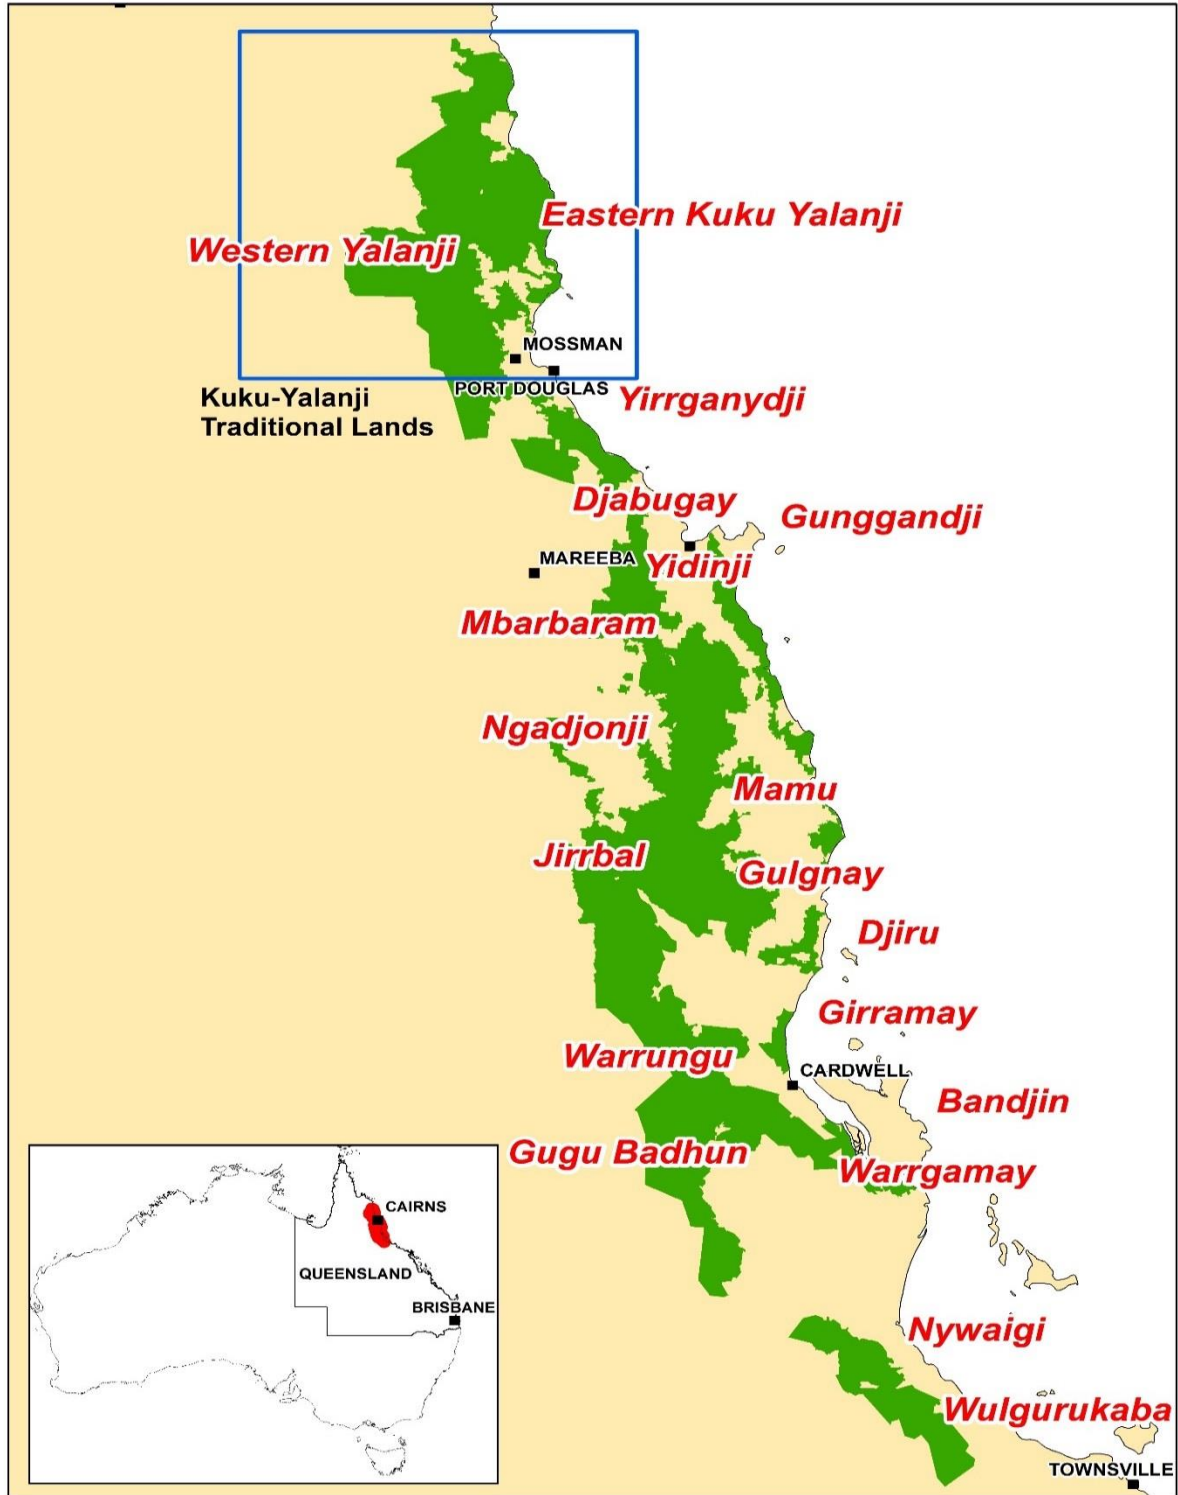 Eastern Kuku Yalanji
Western Yalanji
MOSSMAN
PORT DOUGLAS
Kuku-Yalanji
Traditional Lands
Yirrganydji
Djabugay
Gunggandji
MAREEBA
Yidinji
Mbarbaram
Ngadjonji
Mamu
Jirrbal
Gulgnay
Djiru
Girramay
Warrungu
CARDWELL
Bandjin
Gugu Badhun
Warrgamay
CAIRNS
QUEENSLAND
BRISBANE
Nywaigi
Wulgurukaba
TOWNSVILLE